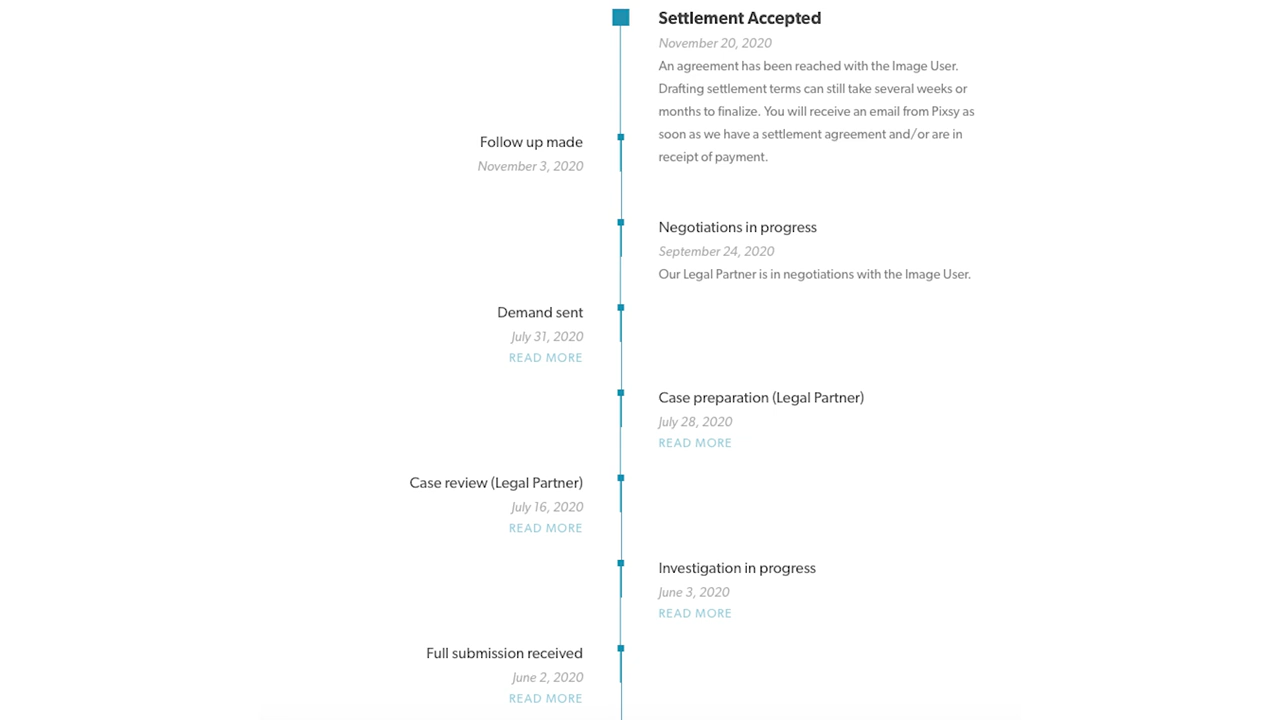 Settlement Accepted
November 20, 2020
An agreement has been reached with the Image User.
Drafting settlement terms can still take several weeks or
months to finalize. You will receive an email from Pixsy as
soon as we have a settlement agreement and/or are in
receipt of payment.
Follow up made
November 3, 2020
Negotiations in progress
September 24, 2020
Our Legal Partner is in negotiations with the Image User.
Demand sent
July 31, 2020
READ MORE
Case preparation (Legal Partner)
July 28, 2020
READ MORE
Case review (Legal Partner)
July 16, 2020
READ MORE
Investigation in progress
June 3, 2020
READ MORE
Full submission received
June 2, 2020
READ MORE